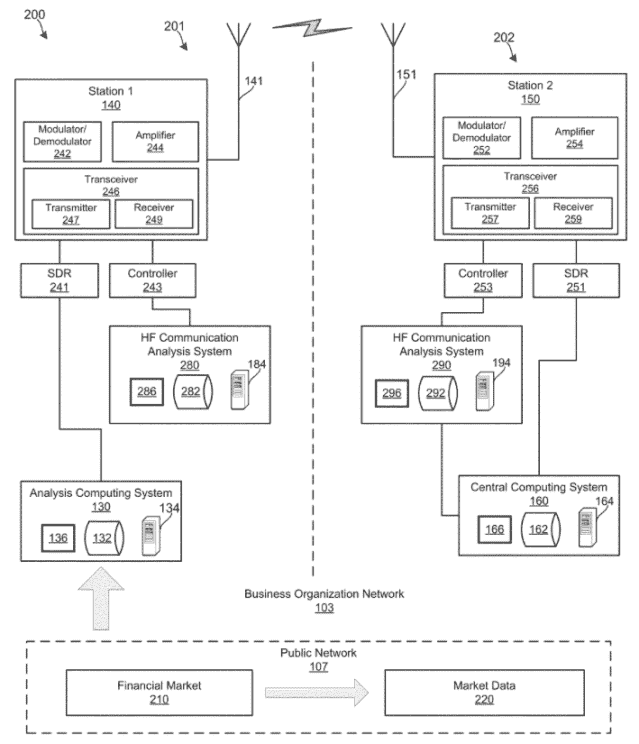 200
201
202
141
151
Station 1
140
Modulator/
Demodulator
242
Amplifier
244
Transceiver
246
Transmitter
247
Receiver
249
Station 2
150
Modulator/
Demodulator
252
Amplifier
254
Transceiver
256
Transmitter
257
Receiver
259
SDR
241
Controller
243
Controller
253
SDR
251
HF Communication
Analysis System
280
184
286
282
HF Communication
Analysis System
290
194
296
292
Analysis Computing System
130
134
136
132
Central Computing System
160
164
166
162
Business Organization Network
103
Public Network
107
Financial Market
210
Market Data
220